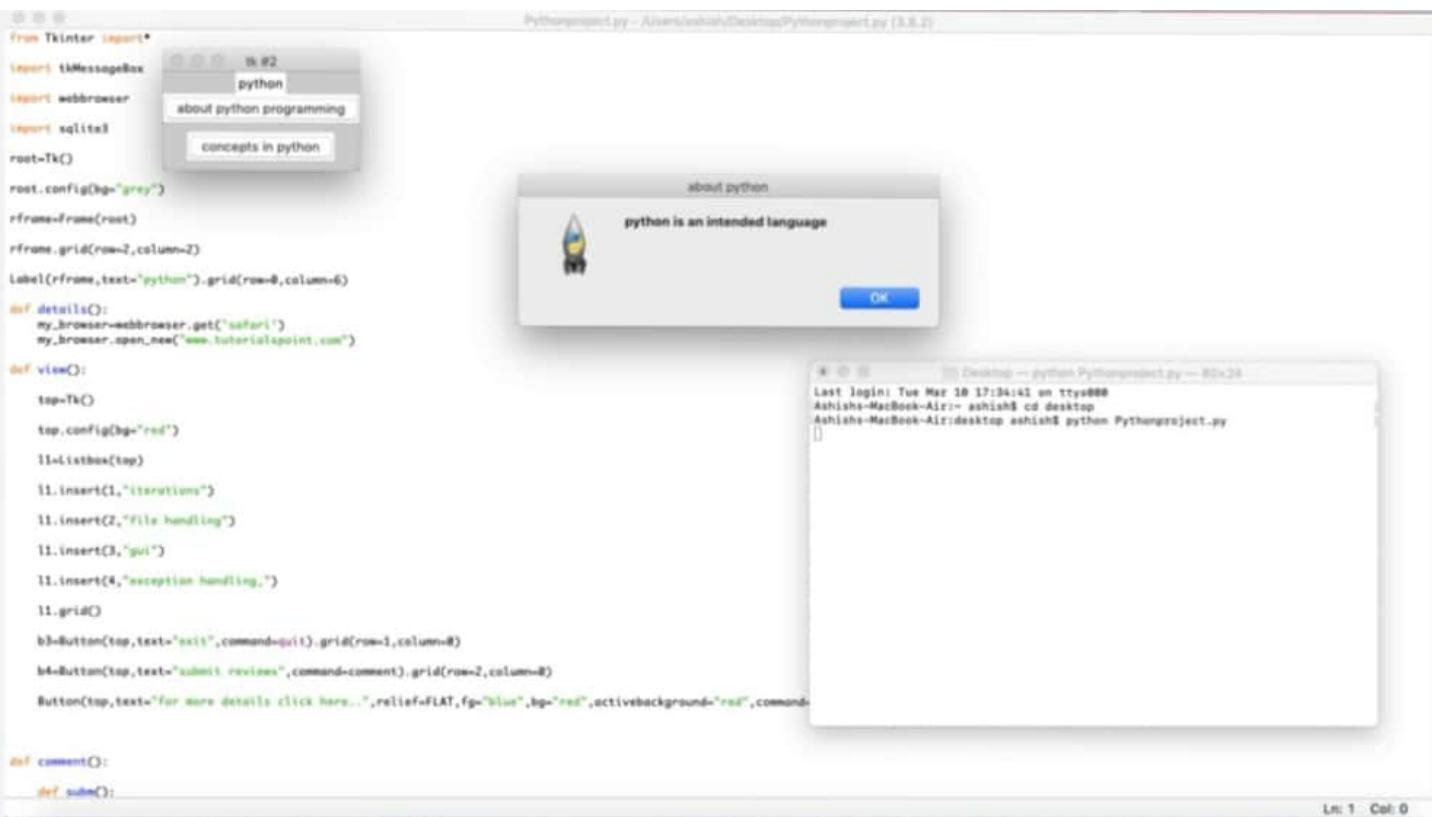 Pythonproject.py - /Users/ashish/Desktop/Pythonproject.py (3.8.2)
from Tkinter import*
import tkMessageBox
import webbrowser
import sqlite3
root=Tk()
root.config(bg="grey")
rframe=Frame(root)
rframe.grid(row=2,column=2)
Label(rframe,text="python").grid(row=0,column=6)
def details():
my_browser=webbrowser.get('safari')
my_browser.open_new("www.tutorialspoint.com")
def view():
top=Tk()
top.config(bg="red")
l1=Listbox(top)
l1.insert(1,"iterations")
l1.insert(2,"file handling")
l1.insert(3,"gui")
l1.insert(4,"exception handling,")
l1.grid()
b3=Button(top,text="exit",command=quit).grid(row=1,column=0)
b4=Button(top,text="submit reviews",command=comment).grid(row=2,column=0)
Button(top,text="for more details click here..",relief=FLAT,fg="blue",bg="red",activebackground="red",command=
def comment():
def subm():
tk #2
python
about python programming
concepts in python
about python
python is an intended language
OK
Desktop — python Pythonproject.py — 80×24
Last login: Tue Mar 10 17:34:41 on ttys000
Ashishs-MacBook-Air:~ ashish$ cd desktop
Ashishs-MacBook-Air:desktop ashish$ python Pythonproject.py
Ln: 1 Col: 0